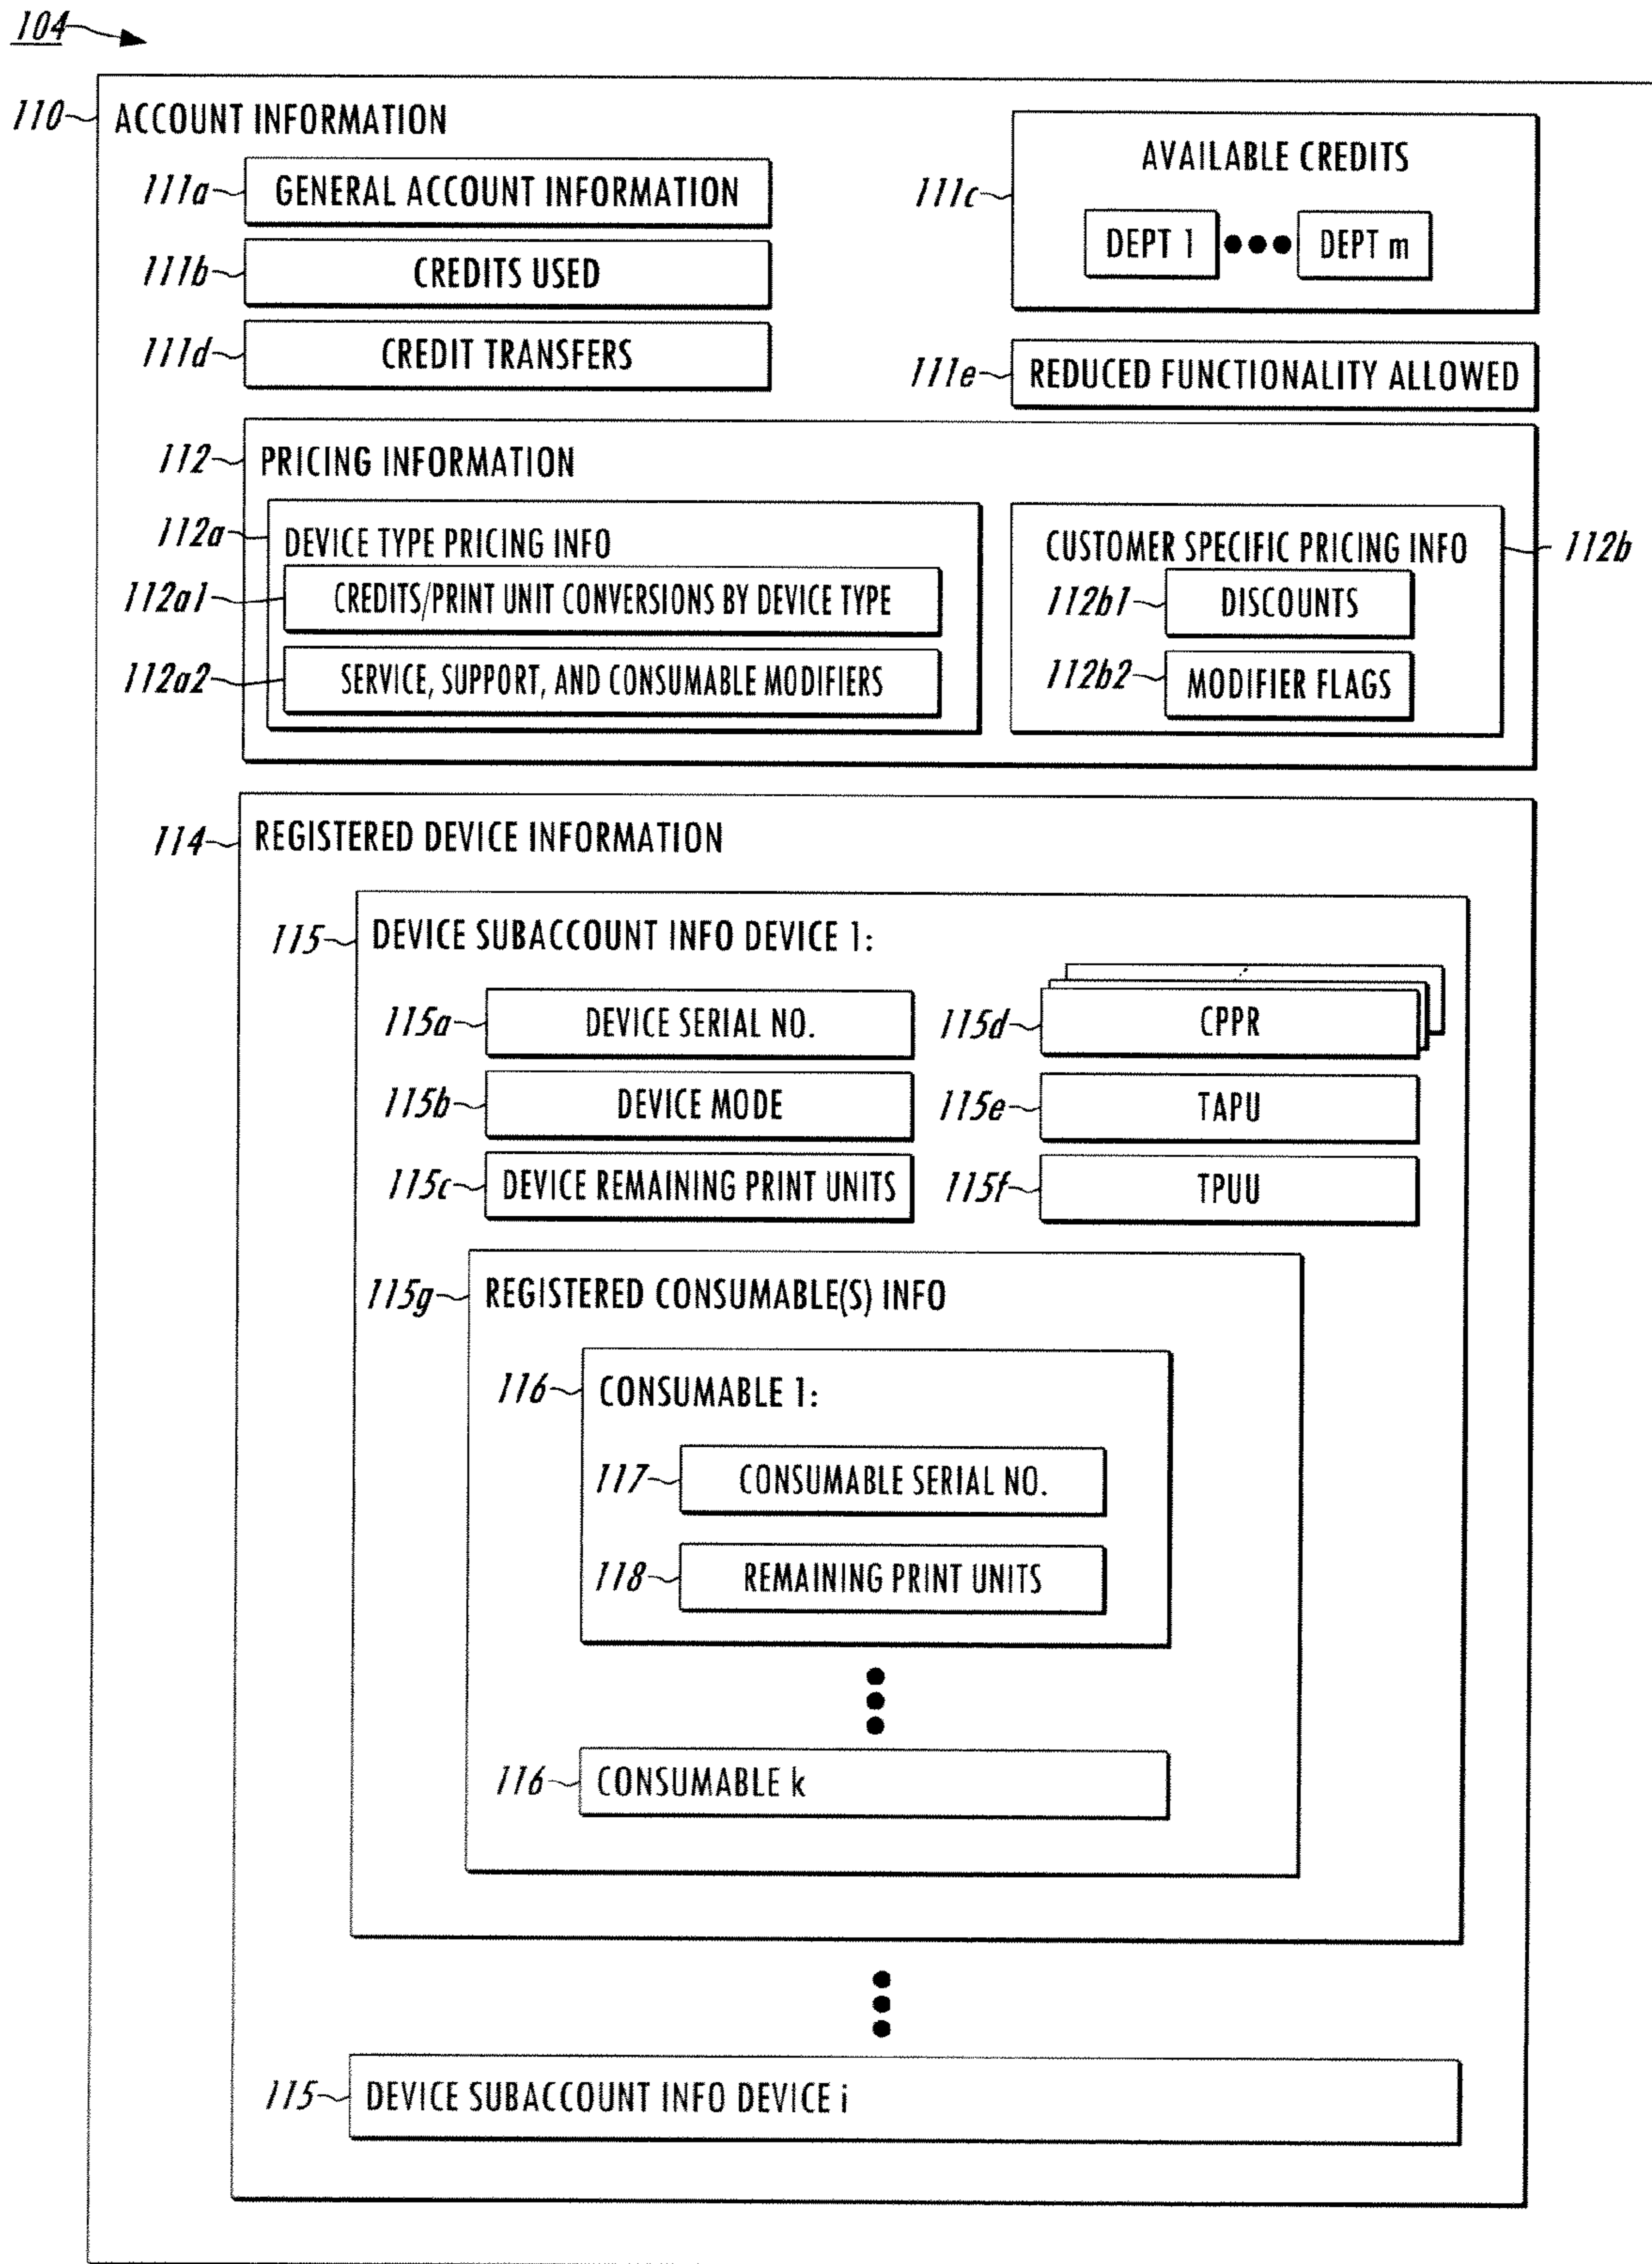 104
110 ACCOUNT INFORMATION
111a GENERAL ACCOUNT INFORMATION
111b CREDITS USED
111d CREDIT TRANSFERS
111c AVAILABLE CREDITS
DEPT 1 ●●● DEPT m
111e REDUCED FUNCTIONALITY ALLOWED
112 PRICING INFORMATION
112a DEVICE TYPE PRICING INFO
112a1 CREDITS/PRINT UNIT CONVERSIONS BY DEVICE TYPE
112a2 SERVICE, SUPPORT, AND CONSUMABLE MODIFIERS
CUSTOMER SPECIFIC PRICING INFO 112b
112b1 DISCOUNTS
112b2 MODIFIER FLAGS
114 REGISTERED DEVICE INFORMATION
115 DEVICE SUBACCOUNT INFO DEVICE 1:
115a DEVICE SERIAL NO.
115b DEVICE MODE
115c DEVICE REMAINING PRINT UNITS
115d CPPR
115e TAPU
115f TPUU
115g REGISTERED CONSUMABLE(S) INFO
116 CONSUMABLE 1:
117 CONSUMABLE SERIAL NO.
118 REMAINING PRINT UNITS
116 CONSUMABLE k
115 DEVICE SUBACCOUNT INFO DEVICE i